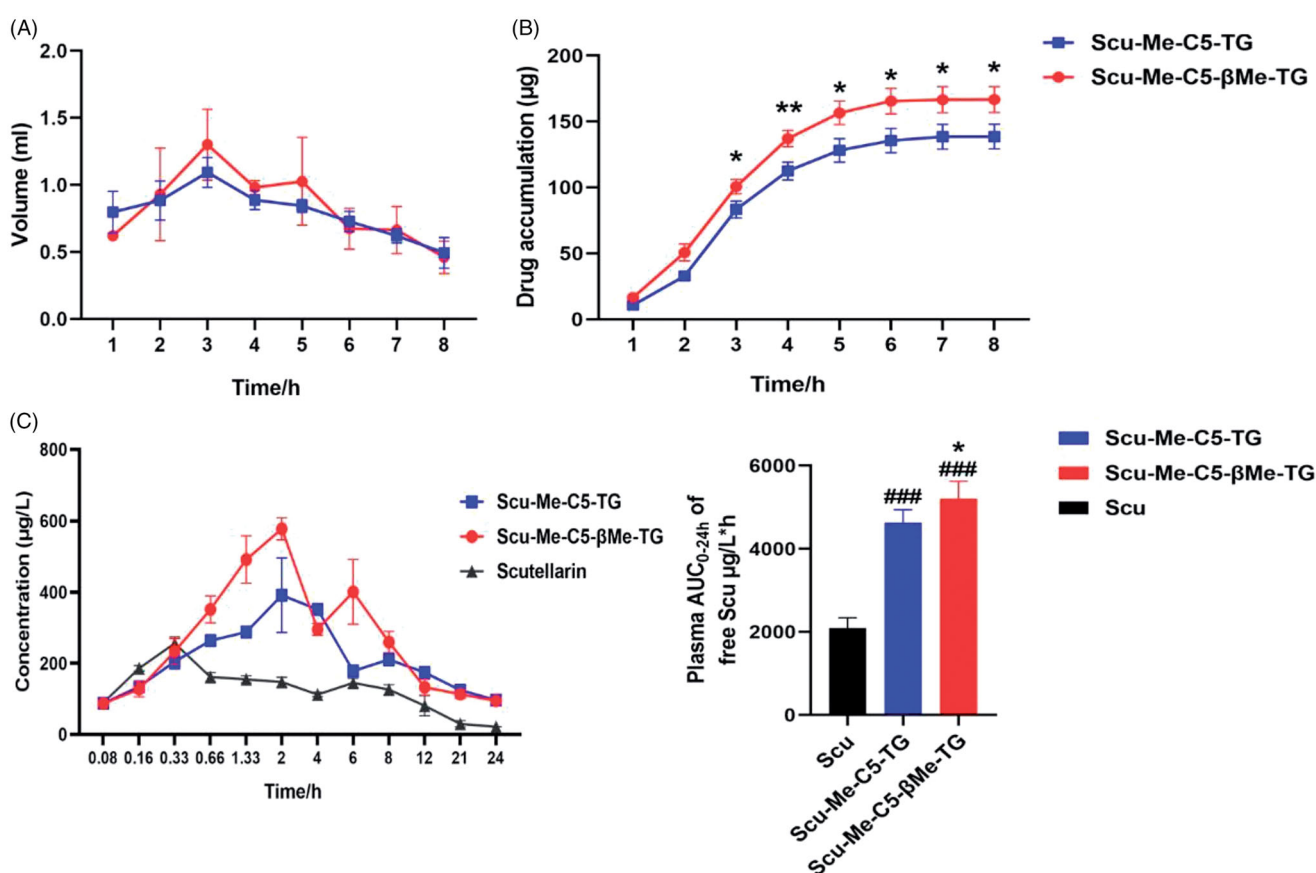 (A)
2.0
1.5
1.0
0.5
0.0
Volume (ml)
1 2 3 4 5 6 7 8
Time/h
(B)
200
150
100
50
0
Drug accumulation (μg)
* ** * * * *
1 2 3 4 5 6 7 8
Time/h
Scu-Me-C5-TG
Scu-Me-C5-βMe-TG
(C)
800
600
400
200
0
Concentration (μg/L)
0.08 0.16 0.33 0.66 1.33 2 4 6 8 12 21 24
Time/h
Scu-Me-C5-TG
Scu-Me-C5-βMe-TG
Scutellarin
6000
4000
2000
0
Plasma AUC0-24h of
free Scu μg/L*h
*
### ###
Scu
Scu-Me-C5-TG
Scu-Me-C5-βMe-TG
Scu-Me-C5-TG
Scu-Me-C5-βMe-TG
Scu